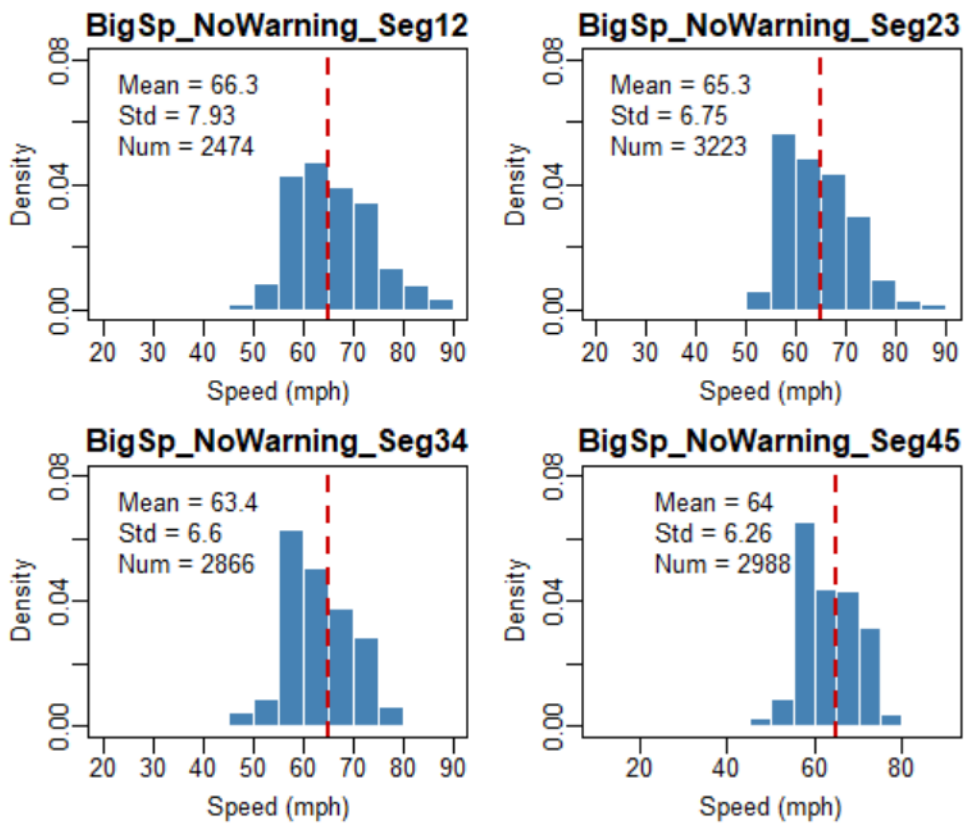 BigSp_NoWarning_Seg12
0.08
0.04
0.00
Density
Mean = 66.3
Std = 7.93
Num = 2474
20 30 40 50 60 70 80 90
Speed (mph)
BigSp_NoWarning_Seg23
0.08
0.04
0.00
Density
Mean = 65.3
Std = 6.75
Num = 3223
20 30 40 50 60 70 80 90
Speed (mph)
BigSp_NoWarning_Seg34
0.08
0.04
0.00
Density
Mean = 63.4
Std = 6.6
Num = 2866
20 30 40 50 60 70 80 90
Speed (mph)
BigSp_NoWarning_Seg45
0.08
0.04
0.00
Density
Mean = 64
Std = 6.26
Num = 2988
20 40 60 80
Speed (mph)